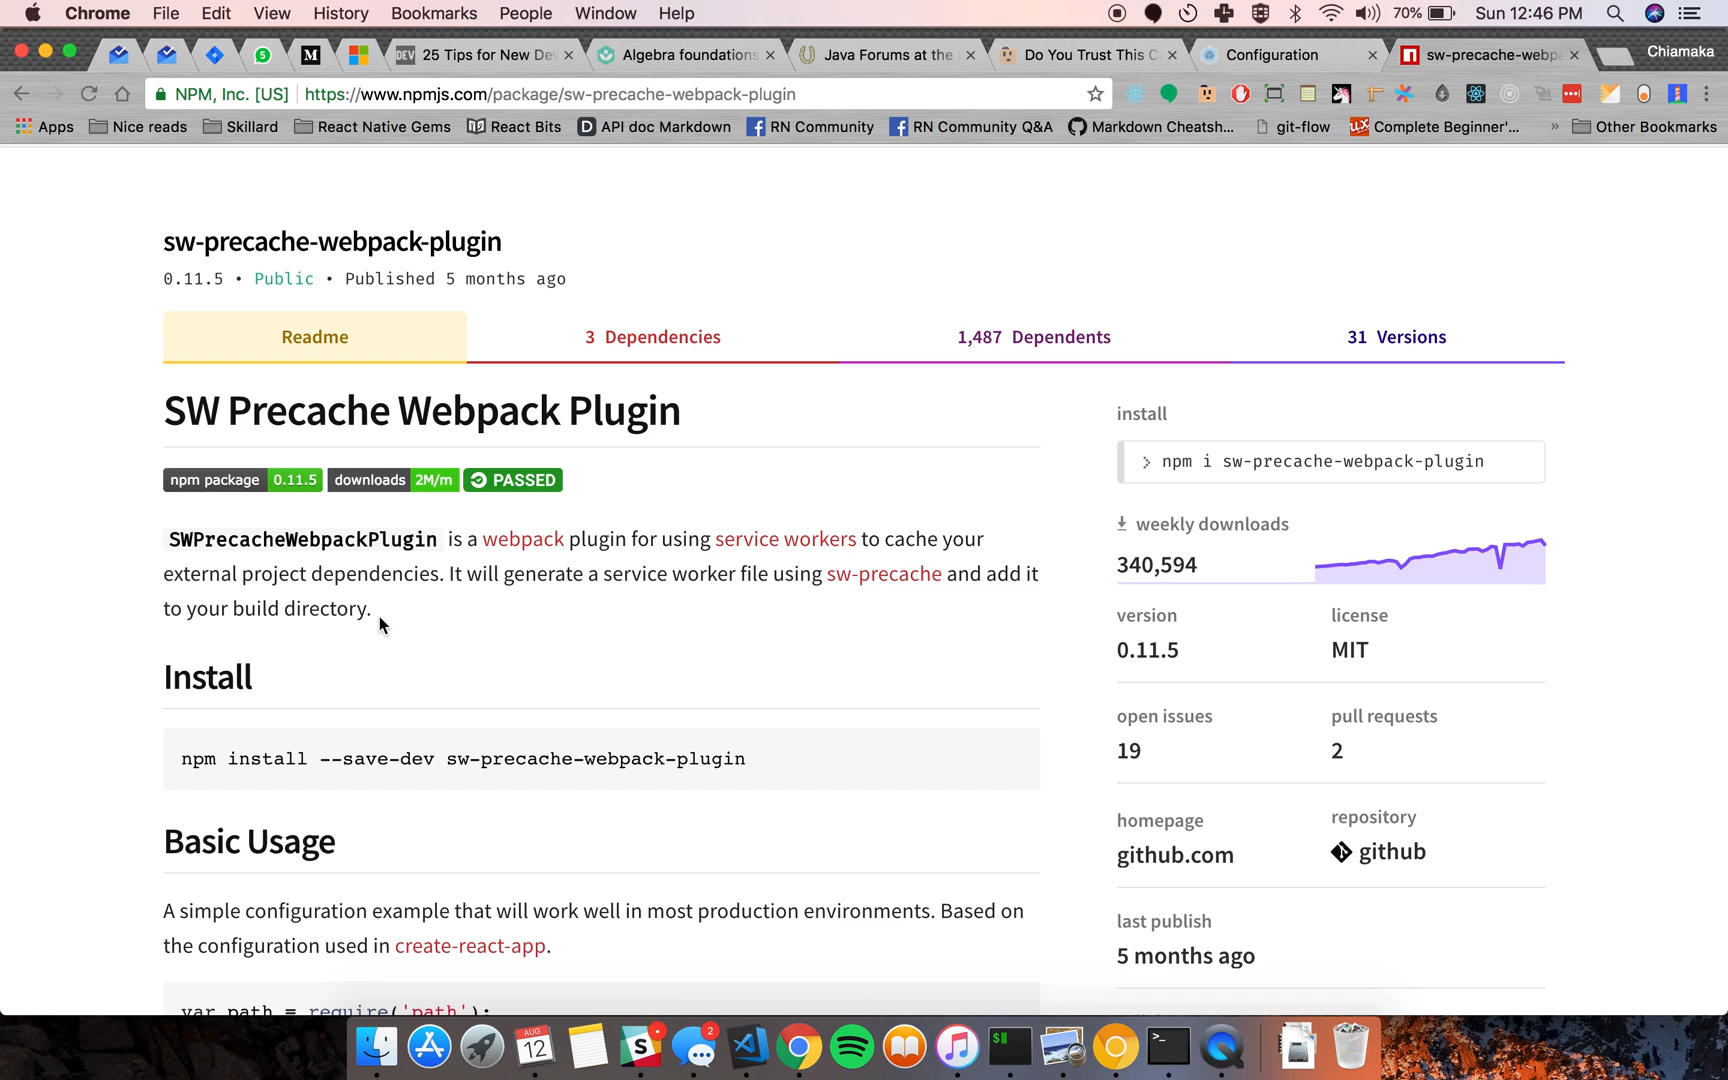 Chrome File Edit View History Bookmarks People Window Help 70% Sun 12:46 PM
5 M DEV 25 Tips for New De Algebra foundations Java Forums at the Do You Trust This C Configuration n sw-precache-webp Chiamaka
NPM, Inc. [US] https://www.npmjs.com/package/sw-precache-webpack-plugin
Apps Nice reads Skillard React Native Gems React Bits D API doc Markdown RN Community RN Community Q&A Markdown Cheatsh... git-flow Complete Beginner'... » Other Bookmarks
sw-precache-webpack-plugin
0.11.5 • Public • Published 5 months ago
Readme 3 Dependencies 1,487 Dependents 31 Versions
SW Precache Webpack Plugin
npm package 0.11.5 downloads 2M/m PASSED
SWPrecacheWebpackPlugin is a webpack plugin for using service workers to cache your
external project dependencies. It will generate a service worker file using sw-precache and add it
to your build directory.
Install
npm install --save-dev sw-precache-webpack-plugin
Basic Usage
A simple configuration example that will work well in most production environments. Based on
the configuration used in create-react-app.
var path = require('path');
install
> npm i sw-precache-webpack-plugin
weekly downloads
340,594
version license
0.11.5 MIT
open issues pull requests
19 2
homepage repository
github.com github
last publish
5 months ago
AUG
12
S
2
$
>_